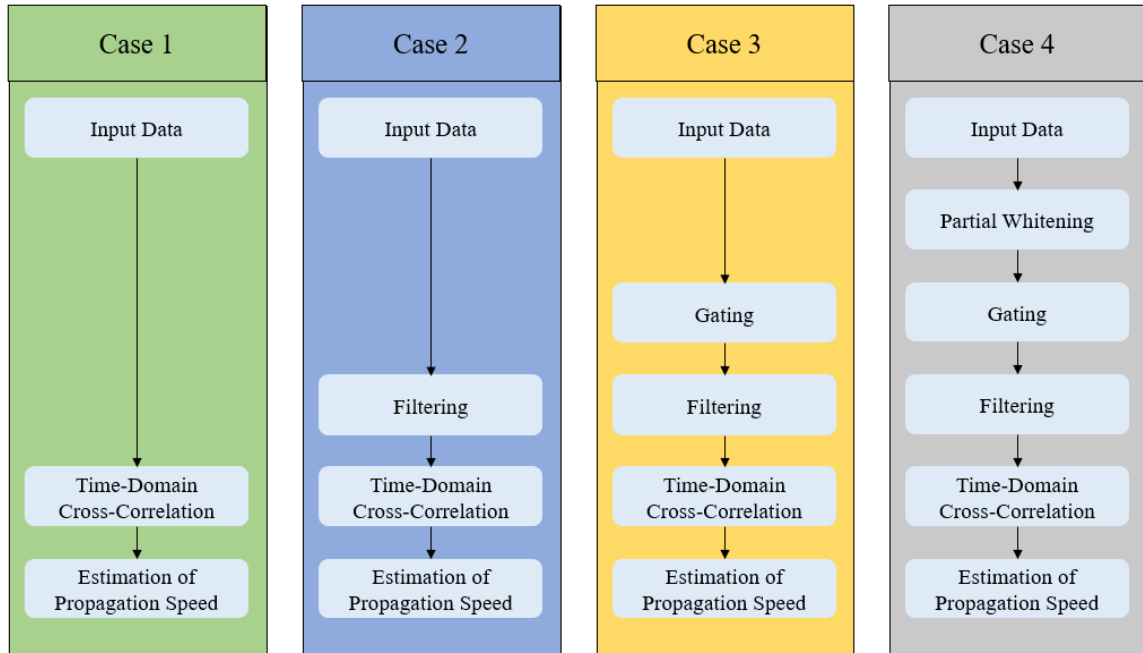 Case 1
Input Data
Time-Domain
Cross-Correlation
Estimation of
Propagation Speed
Case 2
Input Data
Filtering
Time-Domain
Cross-Correlation
Estimation of
Propagation Speed
Case 3
Input Data
Gating
Filtering
Time-Domain
Cross-Correlation
Estimation of
Propagation Speed
Case 4
Input Data
Partial Whitening
Gating
Filtering
Time-Domain
Cross-Correlation
Estimation of
Propagation Speed